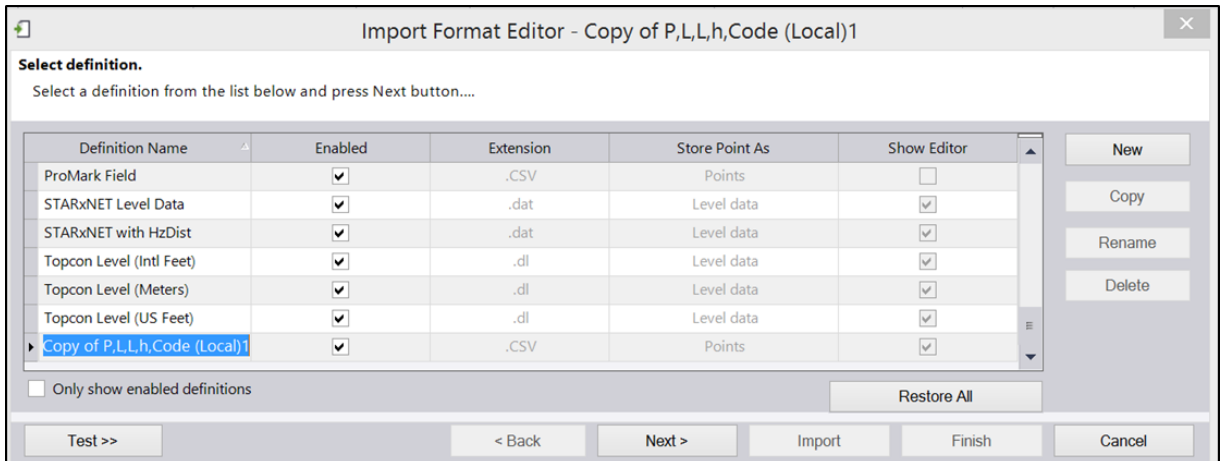 Import Format Editor - Copy of P,L,L,h,Code (Local)1
Select definition.
Select a definition from the list below and press Next button....
Definition Name Enabled Extension Store Point As Show Editor
New
ProMark Field .CSV Points
STARxNET Level Data .dat Level data
Copy
STARxNET with HzDist .dat Level data
Rename
Topcon Level (Intl Feet) .dl Level data
Topcon Level (Meters) .dl Level data
Delete
Topcon Level (US Feet) .dl Level data
Copy of P,L,L,h,Code (Local)1 .CSV Points
Only show enabled definitions
Restore All
Test >> < Back Next > Import Finish Cancel